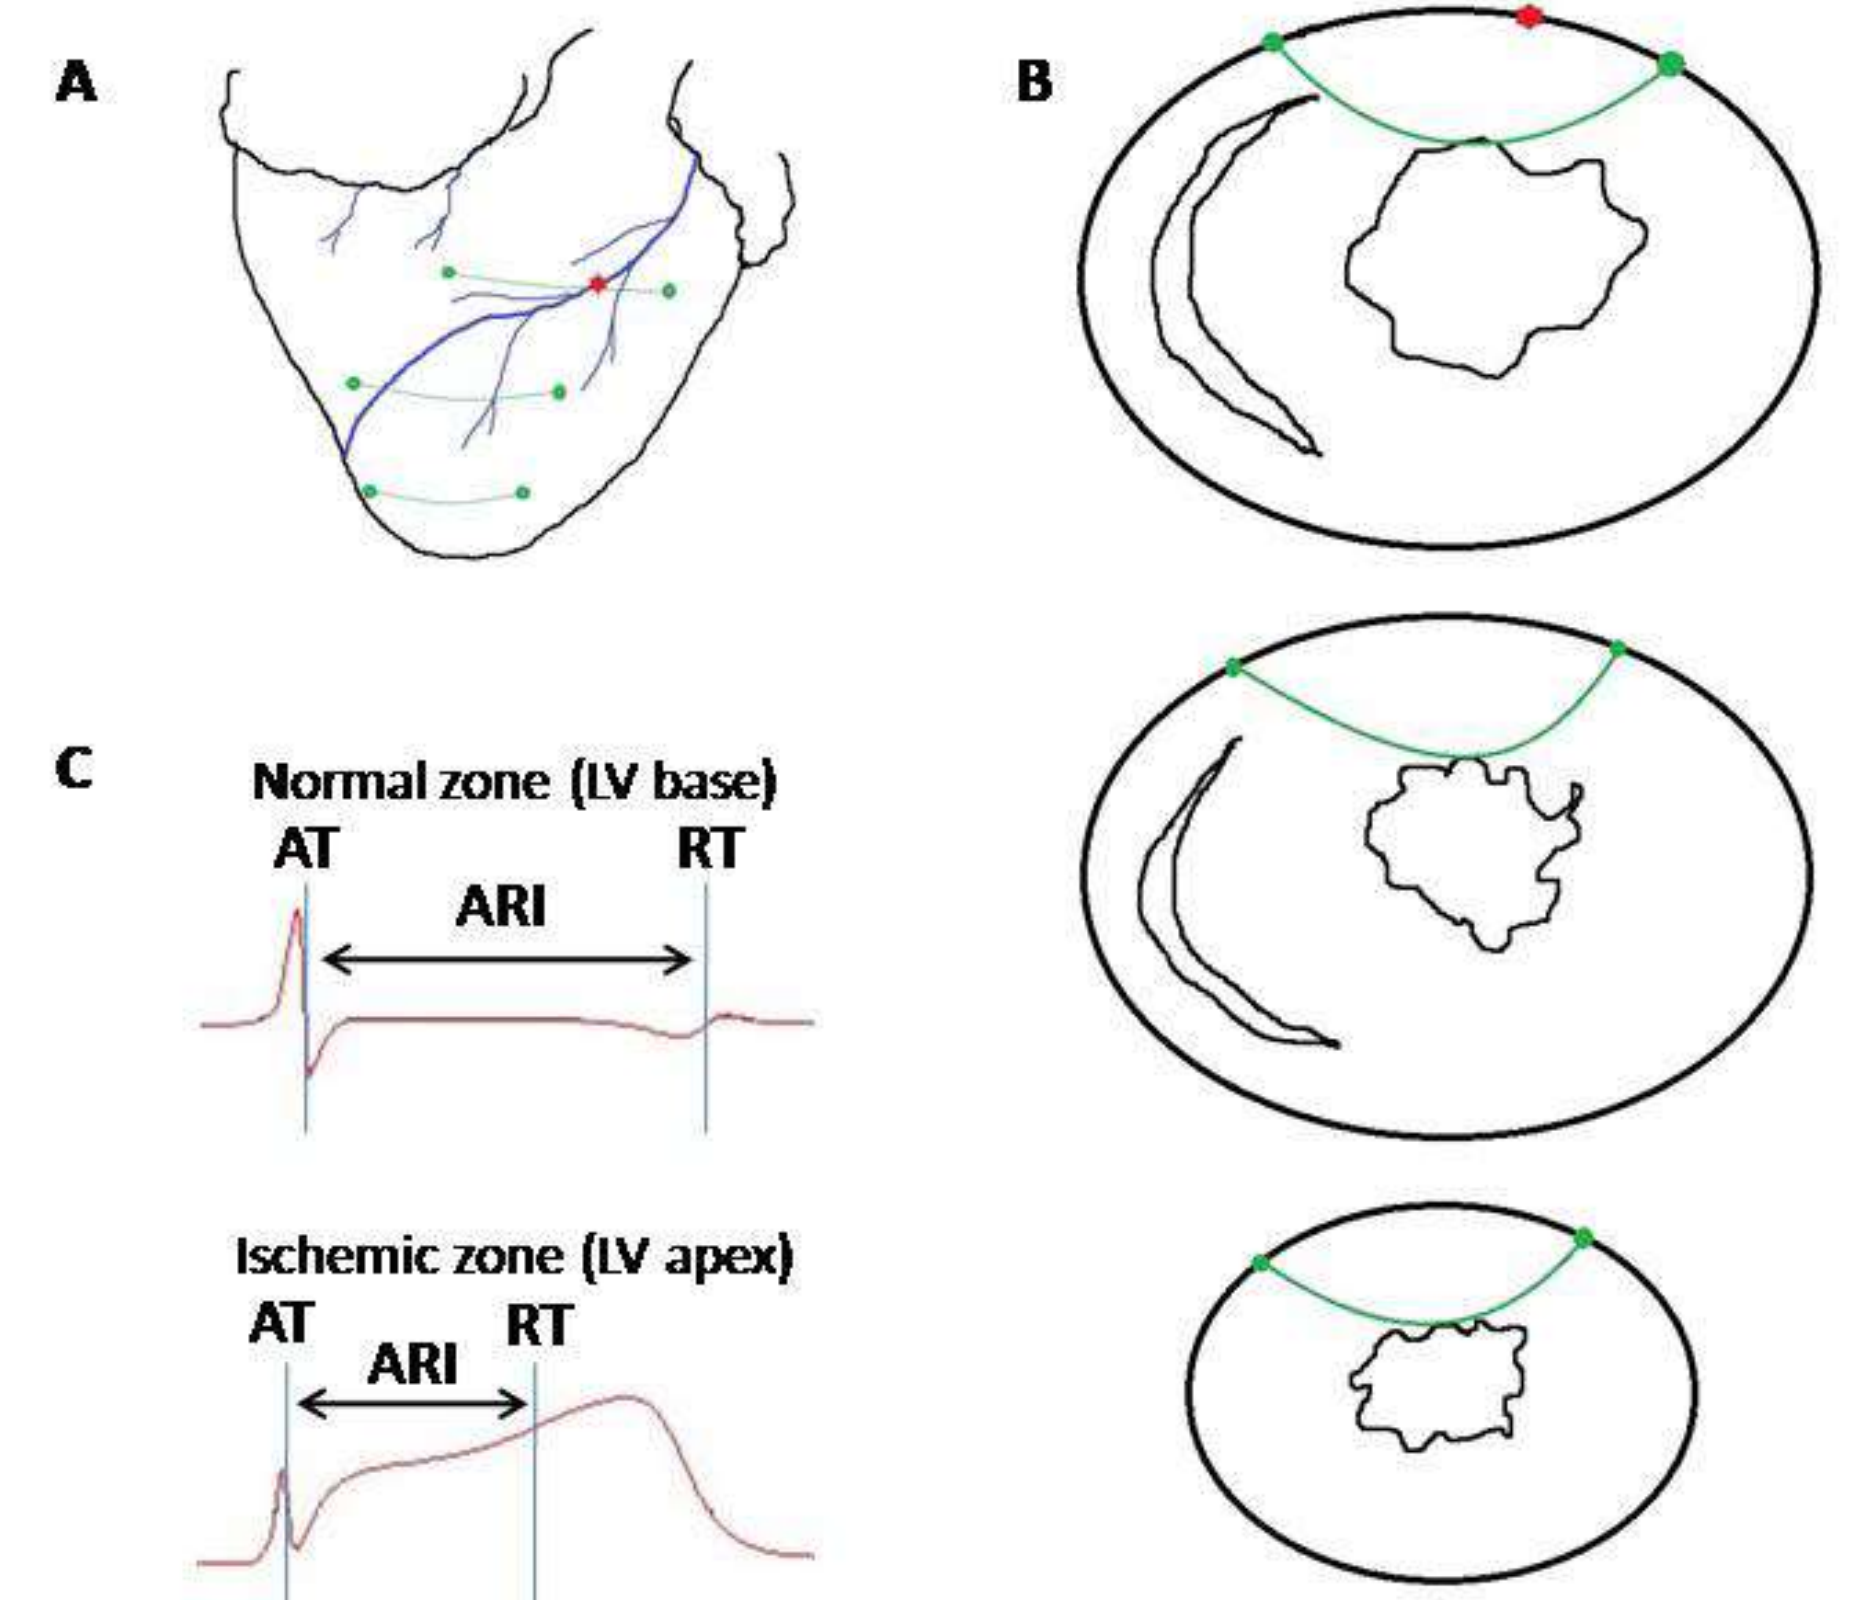 A
B
C
Normal zone (LV base)
AT RT
ARI
Ischemic zone (LV apex)
AT RT
ARI